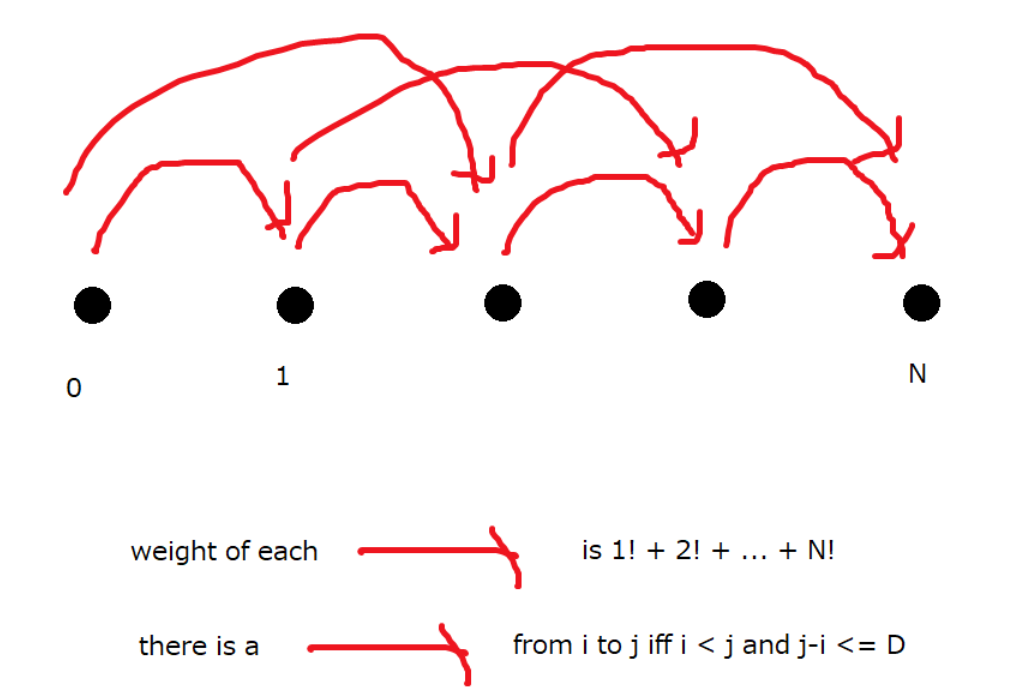 0
1
N
weight of each is 1! + 2! + ... + N!
there is a from i to j iff i < j and j-i <= D